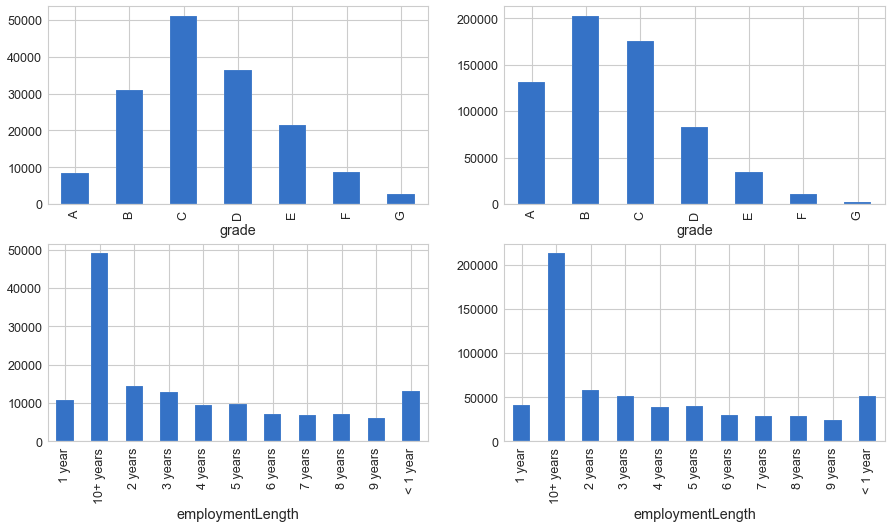 50000
40000
30000
20000
10000
0
A B C D E F G
grade
200000
150000
100000
50000
0
A B C D E F G
grade
50000
40000
30000
20000
10000
0
1 year 10+ years 2 years 3 years 4 years 5 years 6 years 7 years 8 years 9 years < 1 year
employmentLength
200000
150000
100000
50000
0
1 year 10+ years 2 years 3 years 4 years 5 years 6 years 7 years 8 years 9 years < 1 year
employmentLength